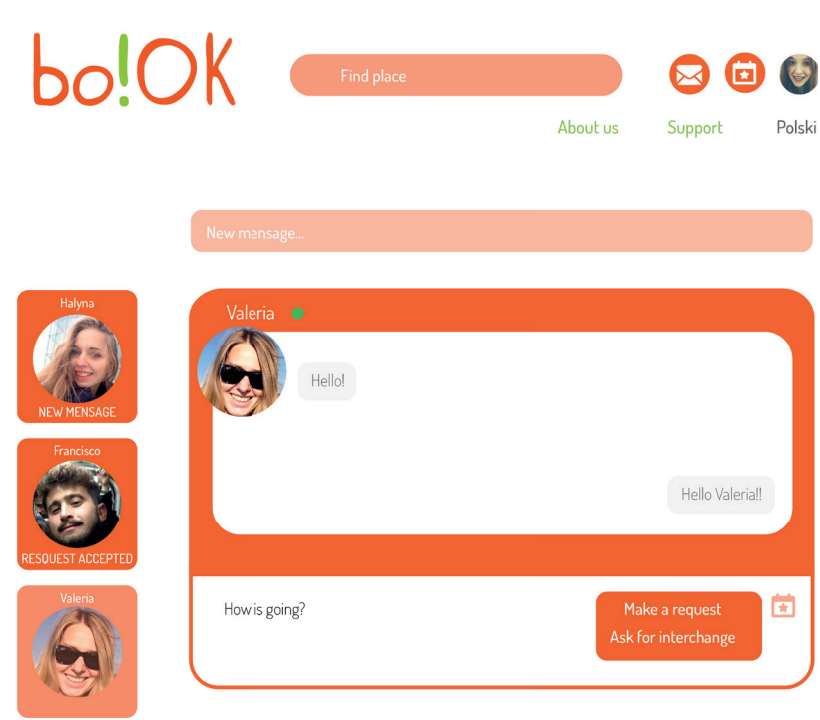 bo!OK
Find place
About us
Support
Polski
New mensage...
Halyna
NEW MENSAGE
Francisco
RESQUEST ACCEPTED
Valeria
Valeria
Hello!
Hello Valeria!!
How is going?
Make a request
Ask for interchange